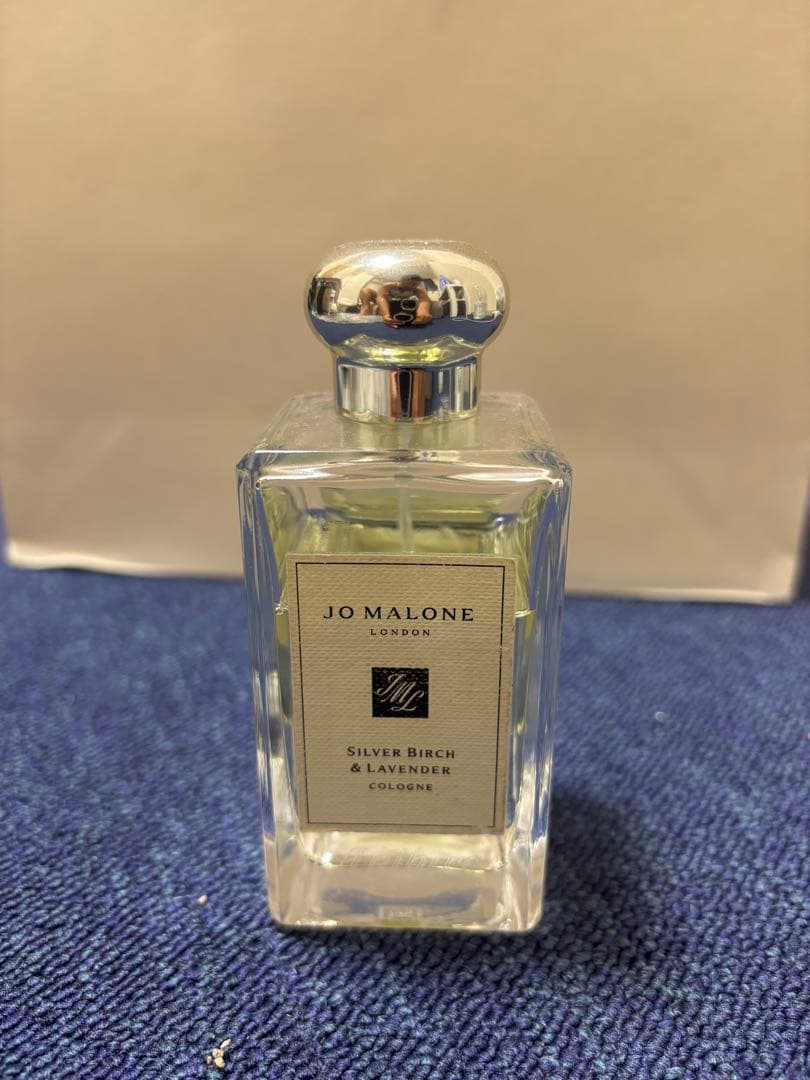 JO MALONE
LONDON
JML
SILVER BIRCH
& LAVENDER
COLOGNE